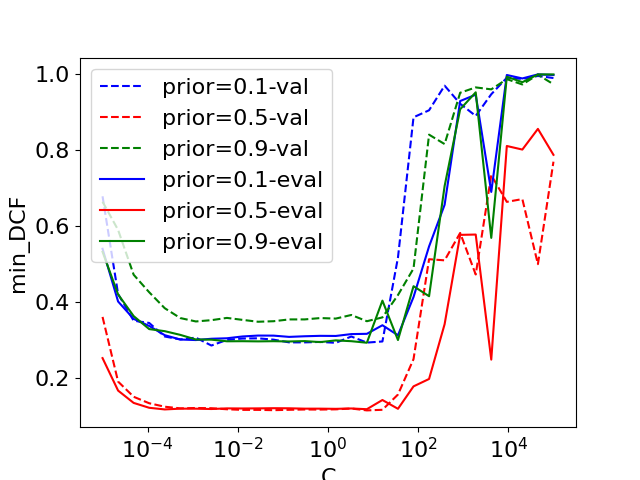 prior=0.1-val
prior=0.5-val
prior=0.9-val
prior=0.1-eval
prior=0.5-eval
prior=0.9-eval
min_DCF
1.0
0.8
0.6
0.4
0.2
10⁻⁴ 10⁻² 10⁰ 10² 10⁴
C